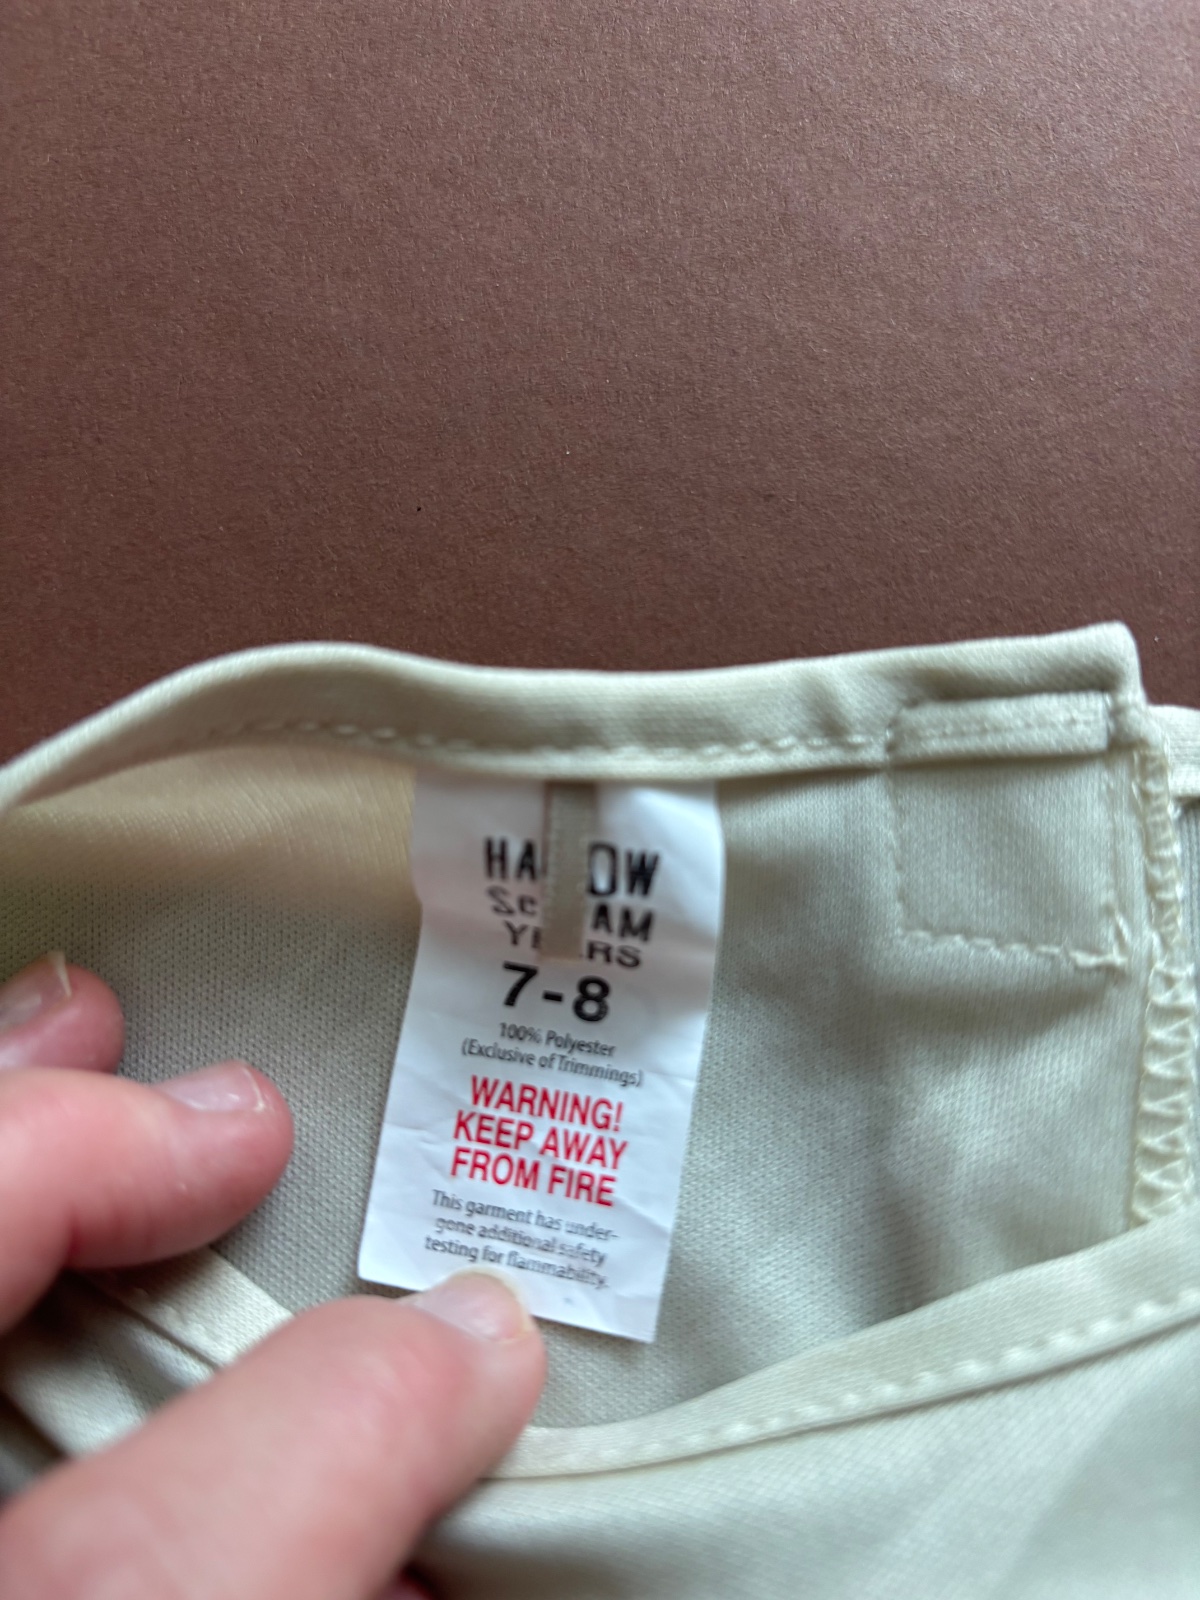 YEARS
7-8
100% Polyester
(Exclusive of Trimmings)
WARNING!
KEEP AWAY
FROM FIRE
This garment has under-
gone additional safety
testing for flammability.